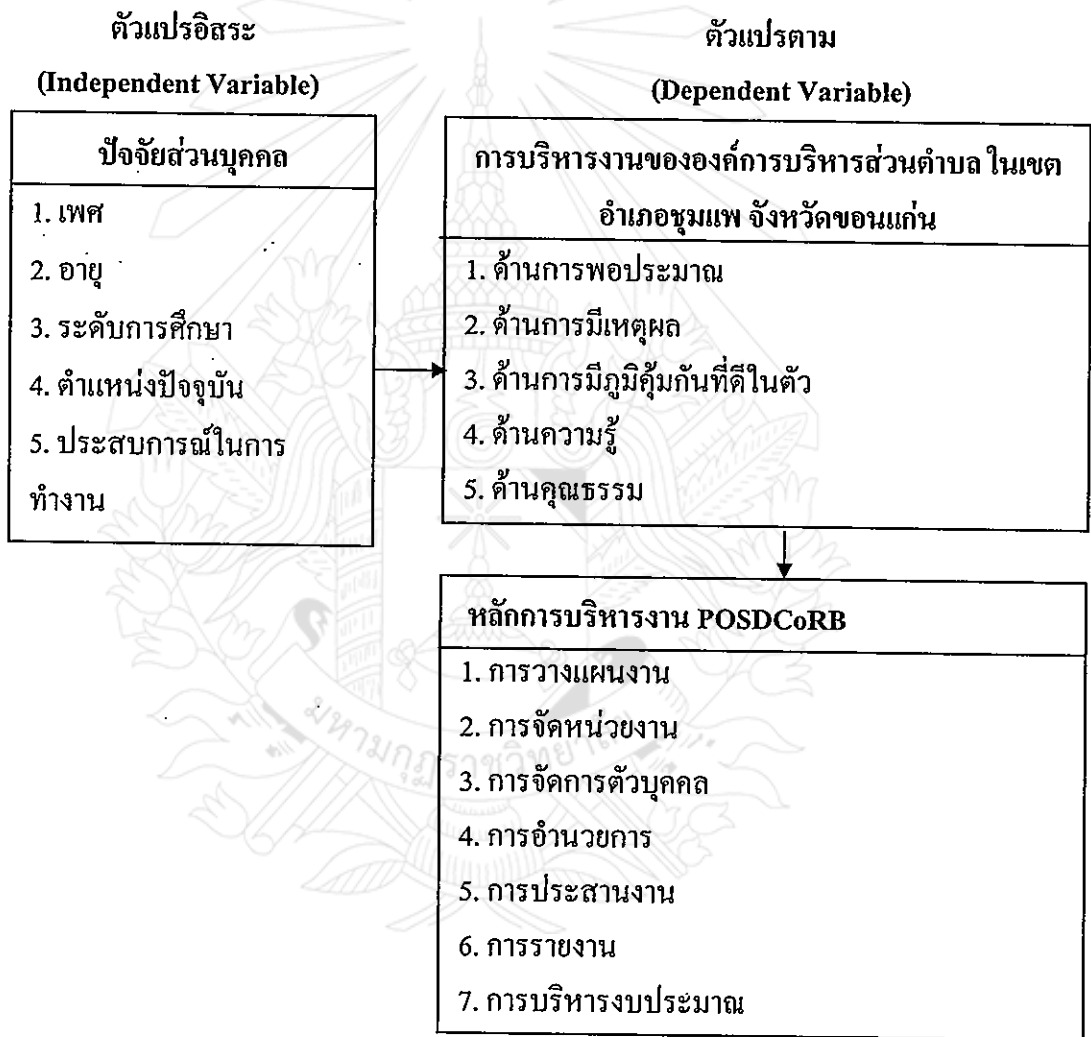 ตัวแปรอิสระ
(Independent Variable)
ปัจจัยส่วนบุคคล
1. เพศ
2. อายุ
3. ระดับการศึกษา
4. ตำแหน่งปัจจุบัน
5. ประสบการณ์ในการ
ทำงาน
ตัวแปรตาม
(Dependent Variable)
การบริหารงานขององค์การบริหารส่วนตำบล ในเขต
อำเภอชุมแพ จังหวัดขอนแก่น
1. ด้านการพอประมาณ
2. ด้านการมีเหตุผล
3. ด้านการมีภูมิคุ้มกันที่ดีในตัว
4. ด้านความรู้
5. ด้านคุณธรรม
หลักการบริหารงาน POSDCoRB
1. การวางแผนงาน
2. การจัดหน่วยงาน
3. การจัดการตัวบุคคล
4. การอำนวยการ
5. การประสานงาน
6. การรายงาน
7. การบริหารงบประมาณ